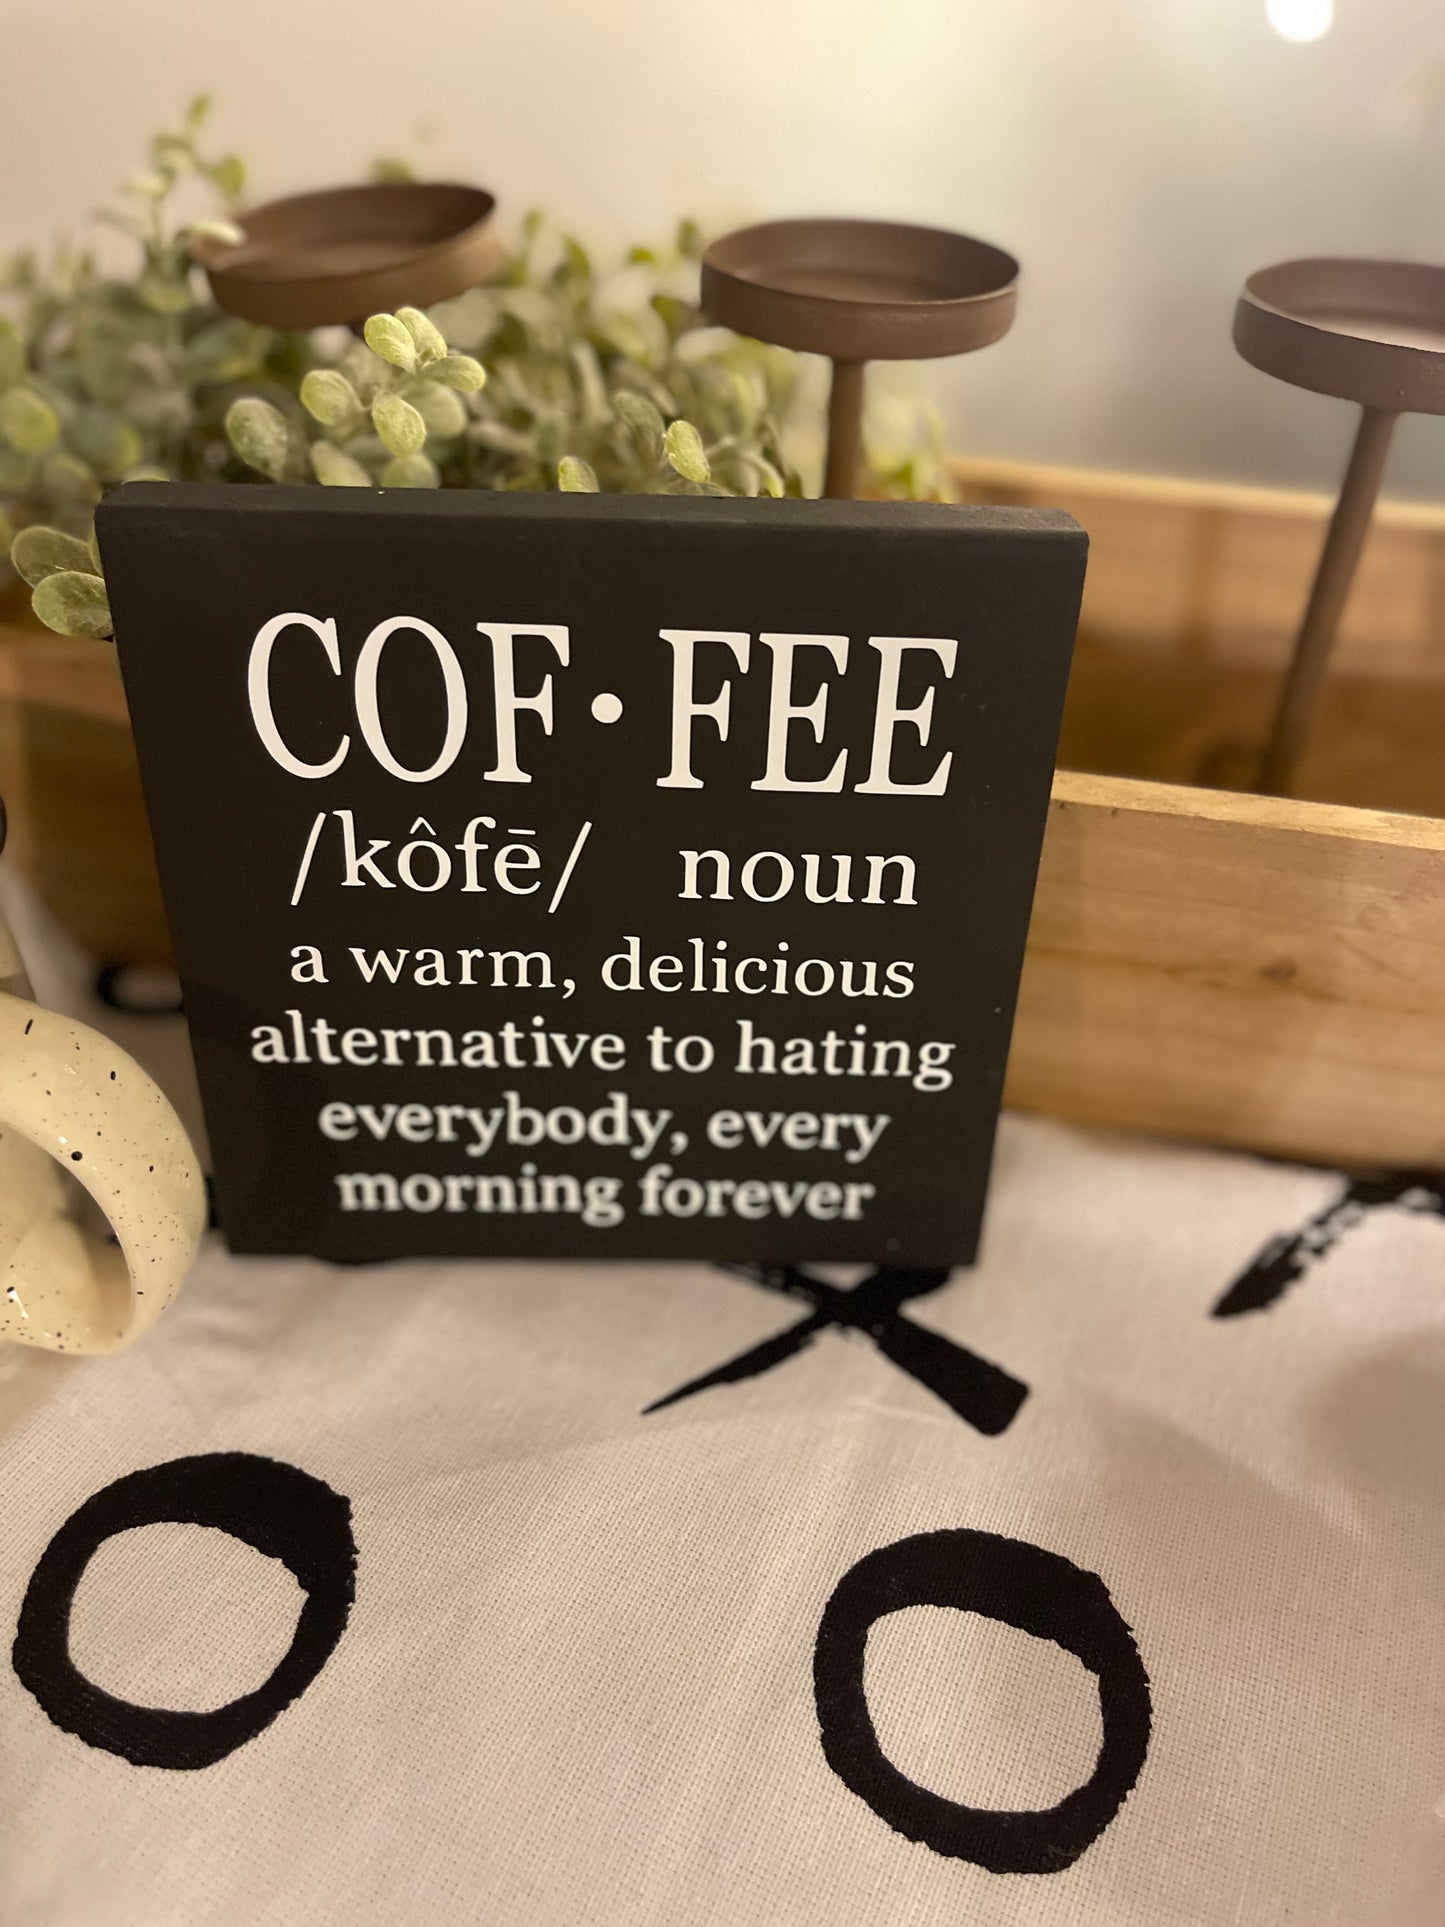 COF•FEE
/kôfē/ noun
a warm, delicious
alternative to hating
everybody, every
morning forever